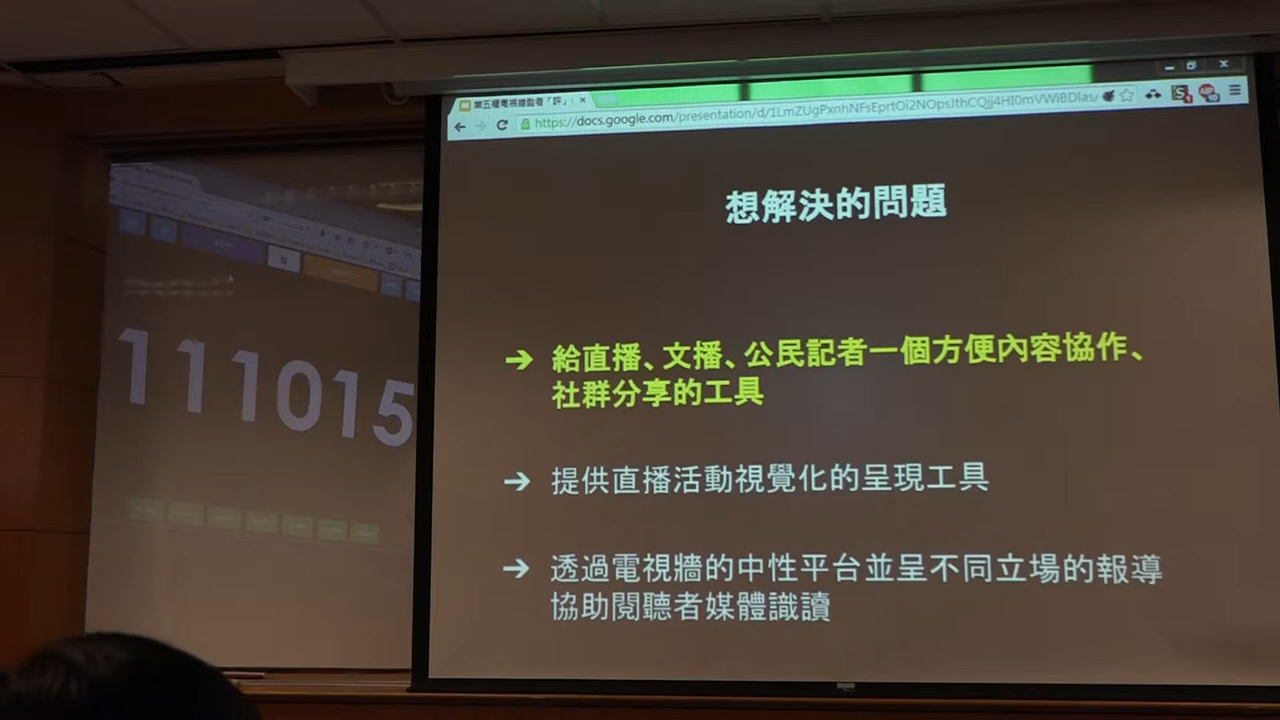 第五權電視牆監看「評」:
https://docs.google.com/presentation/d/1LmZUgPxnhNFsEprtOi2NOpsJthCQjj4HI0mVWiBDlas/
想解決的問題
111015
➔ 給直播、文播、公民記者一個方便內容協作、
社群分享的工具
➔ 提供直播活動視覺化的呈現工具
➔ 透過電視牆的中性平台並呈不同立場的報導
協助閱聽者媒體識讀